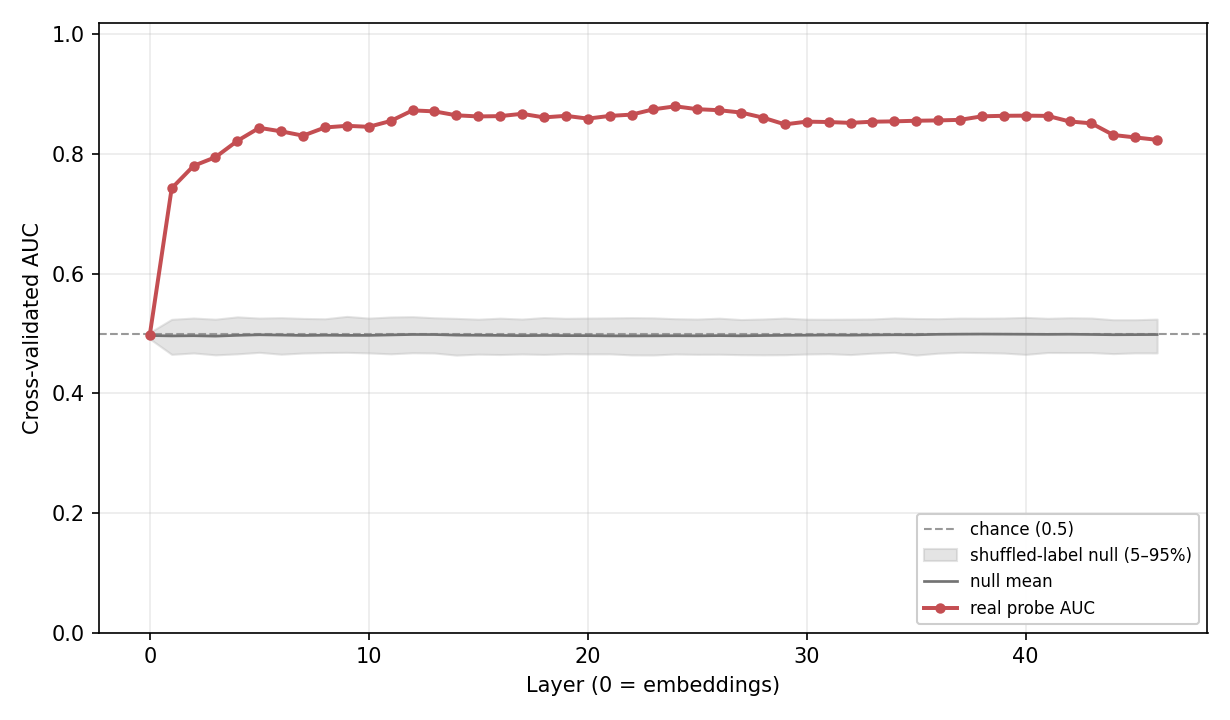 1.0
0.8
0.6
0.4
0.2
0.0
Cross-validated AUC
chance (0.5)
shuffled-label null (5–95%)
null mean
real probe AUC
0 10 20 30 40
Layer (0 = embeddings)